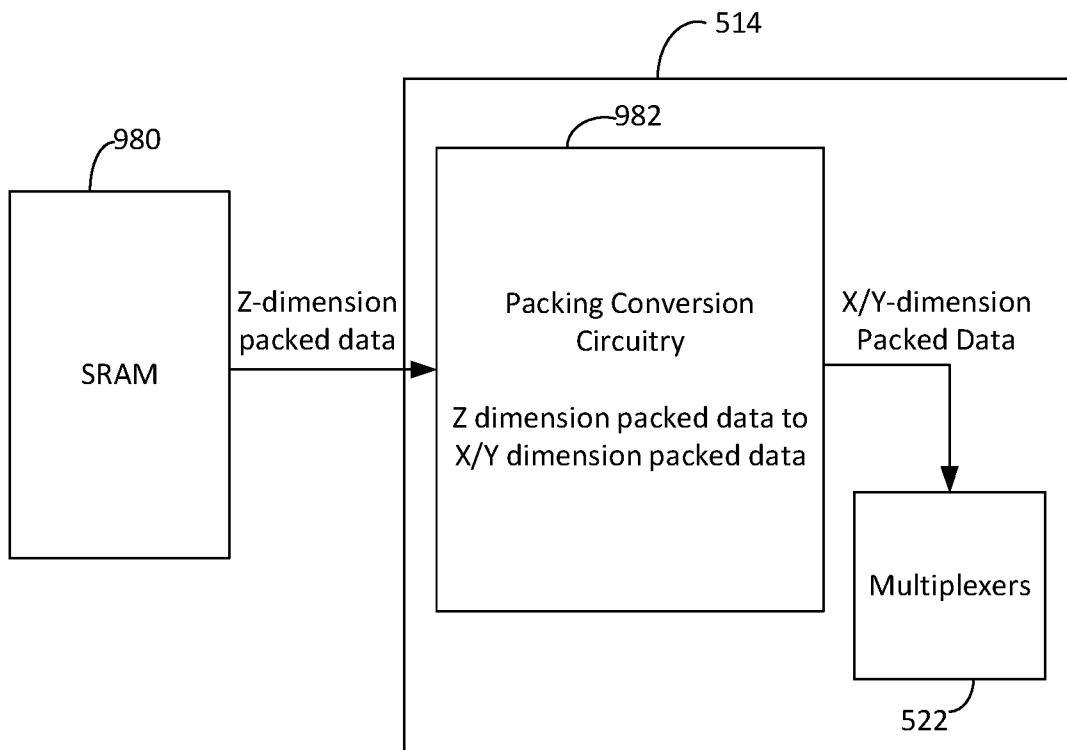 514
980
982
SRAM
Z-dimension
packed data
Packing Conversion
Circuitry
Z dimension packed data to
X/Y dimension packed data
X/Y-dimension
Packed Data
Multiplexers
522